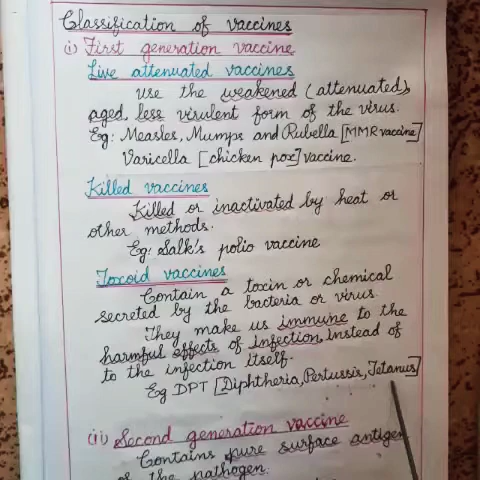 Classification of vaccines
(i) First generation vaccine
Live attenuated vaccines
Use the weakened (attenuated),
aged less virulent form of the virus.
Eg: Measles, Mumps and Rubella [MMR vaccine]
Varicella [chicken pox] vaccine.
Killed vaccines
Killed or inactivated by heat or
other methods.
Eg: Salk's polio vaccine
Toxoid vaccines
Contain a toxin or chemical
secreted by the bacteria or virus.
They make us immune to the
harmful effects of infection instead of
to the infection itself.
Eg DPT [Diphtheria, Pertussis, Tetanus]
(ii) Second generation vaccine
Contains pure surface antigen
of the pathogen.